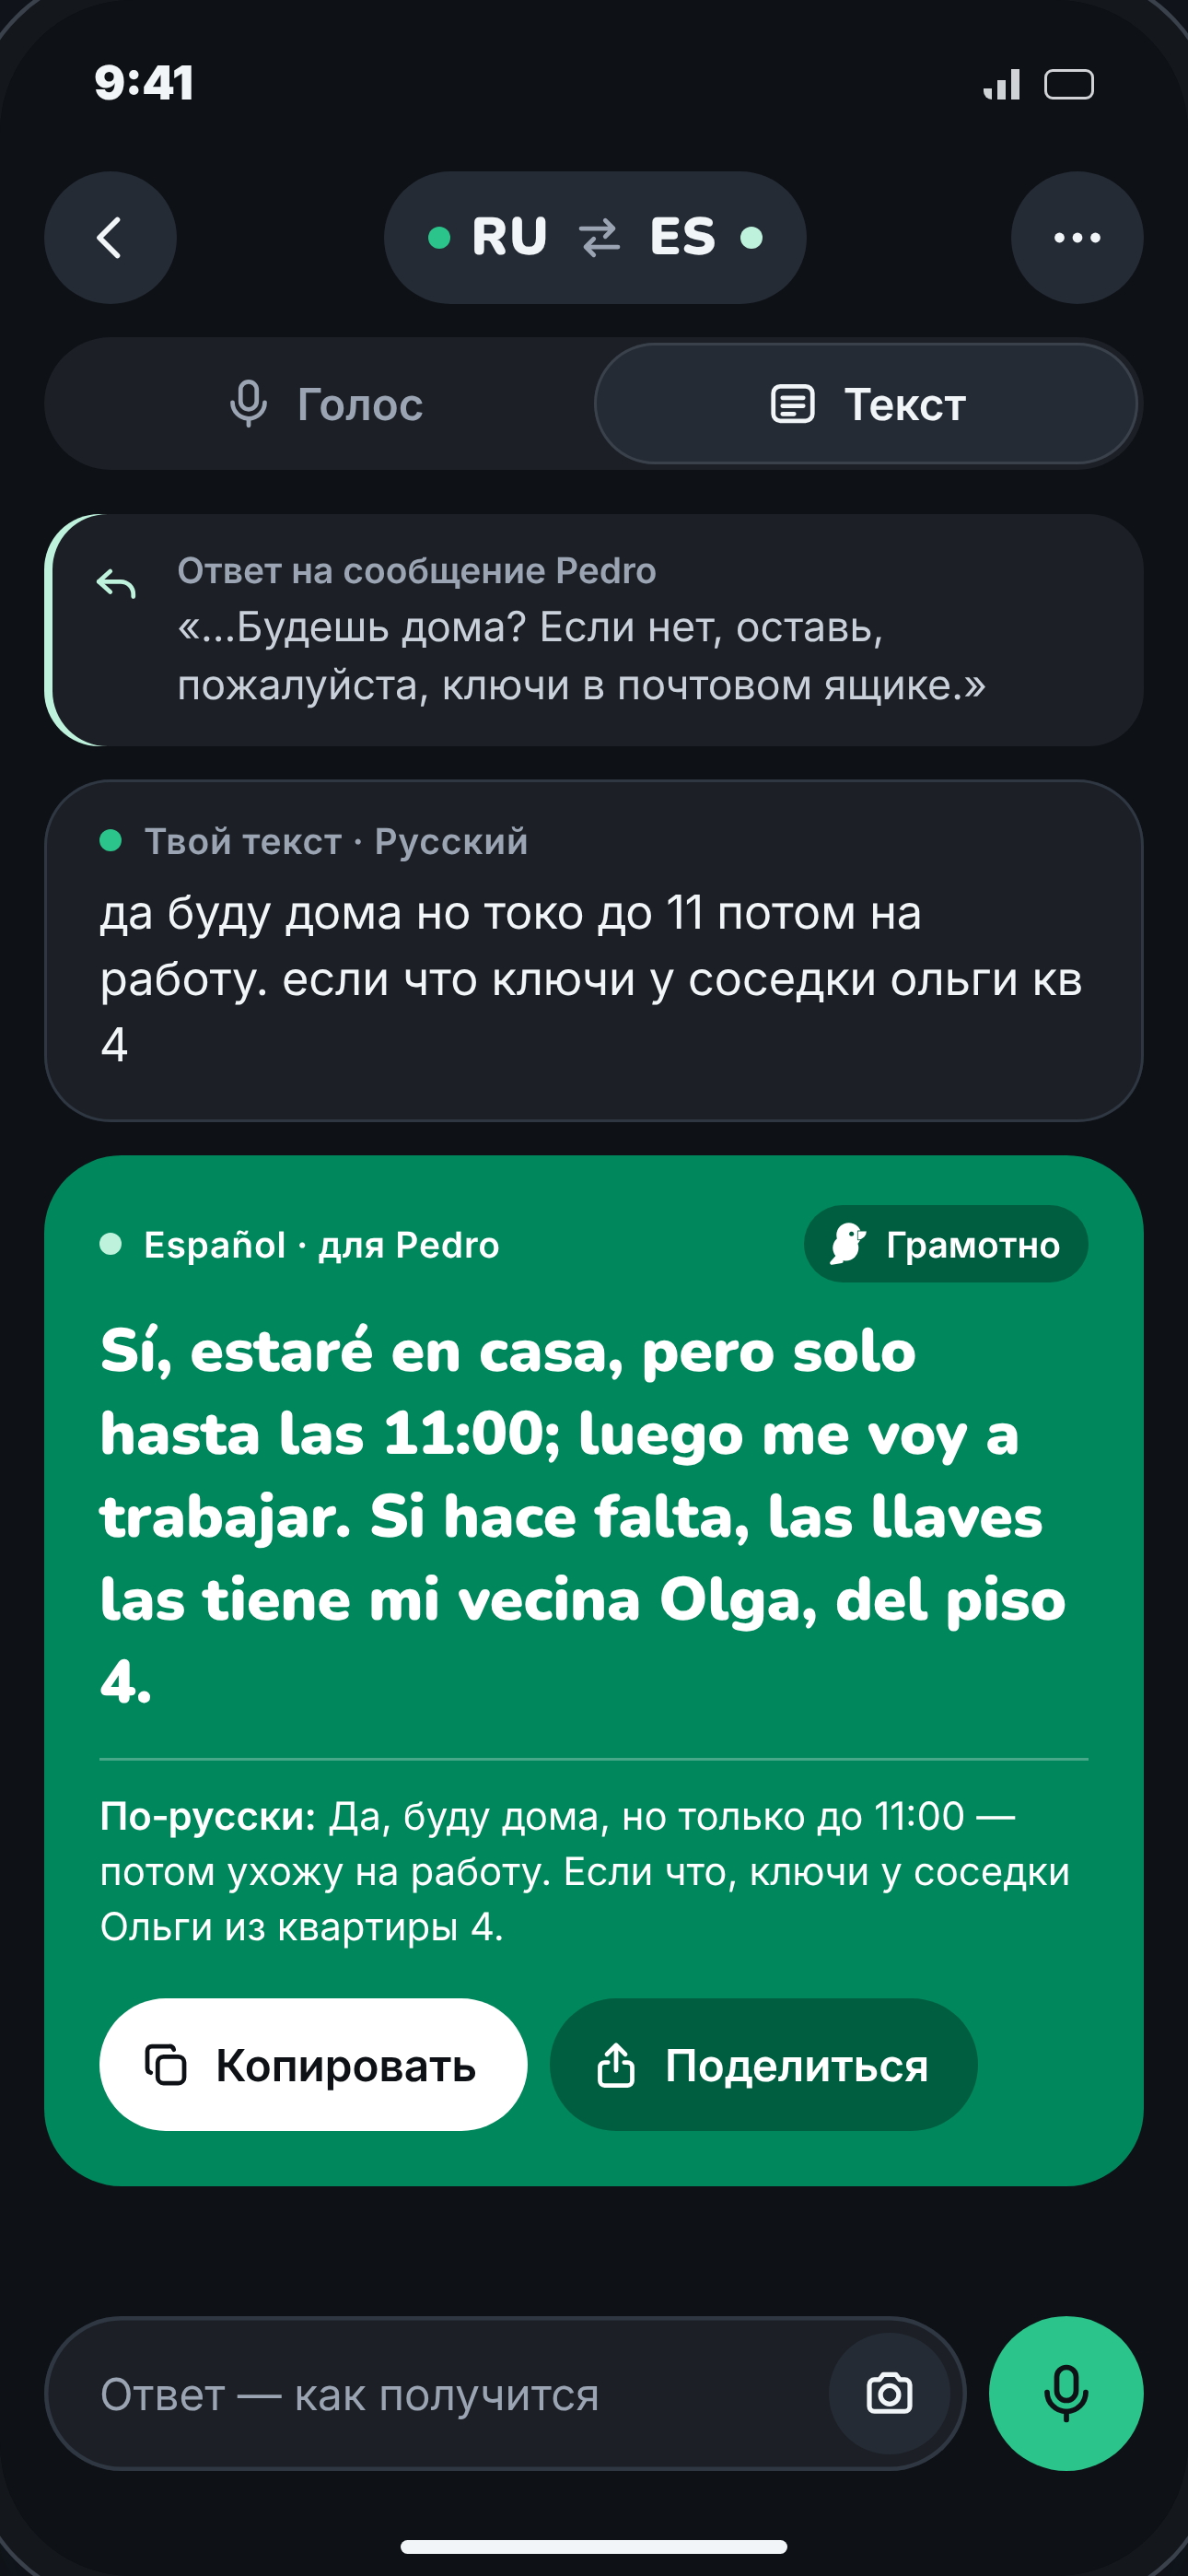 9:41
RU ES
Голос
Текст
Ответ на сообщение Pedro
«...Будешь дома? Если нет, оставь,
пожалуйста, ключи в почтовом ящике.»
Твой текст · Русский
да буду дома но токо до 11 потом на
работу. если что ключи у соседки ольги кв
4
Español · для Pedro
Грамотно
Sí, estaré en casa, pero solo
hasta las 11:00; luego me voy a
trabajar. Si hace falta, las llaves
las tiene mi vecina Olga, del piso
4.
По-русски: Да, буду дома, но только до 11:00 —
потом ухожу на работу. Если что, ключи у соседки
Ольги из квартиры 4.
Копировать
Поделиться
Ответ — как получится